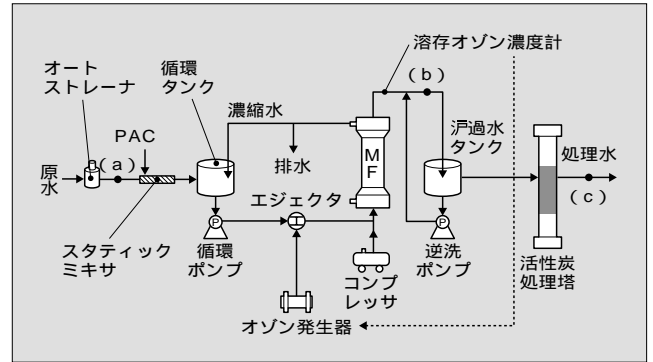 オート
ストレーナ
循環
タンク
溶存オゾン濃度計
(b)
濃縮水
PAC
(a)
原
水
排水
MF
沪過水
タンク
処理水
(c)
エジェクタ
スタティック
ミキサ
P
循環
ポンプ
コンプ
レッサ
P
逆洗
ポンプ
活性炭
処理塔
オゾン発生器